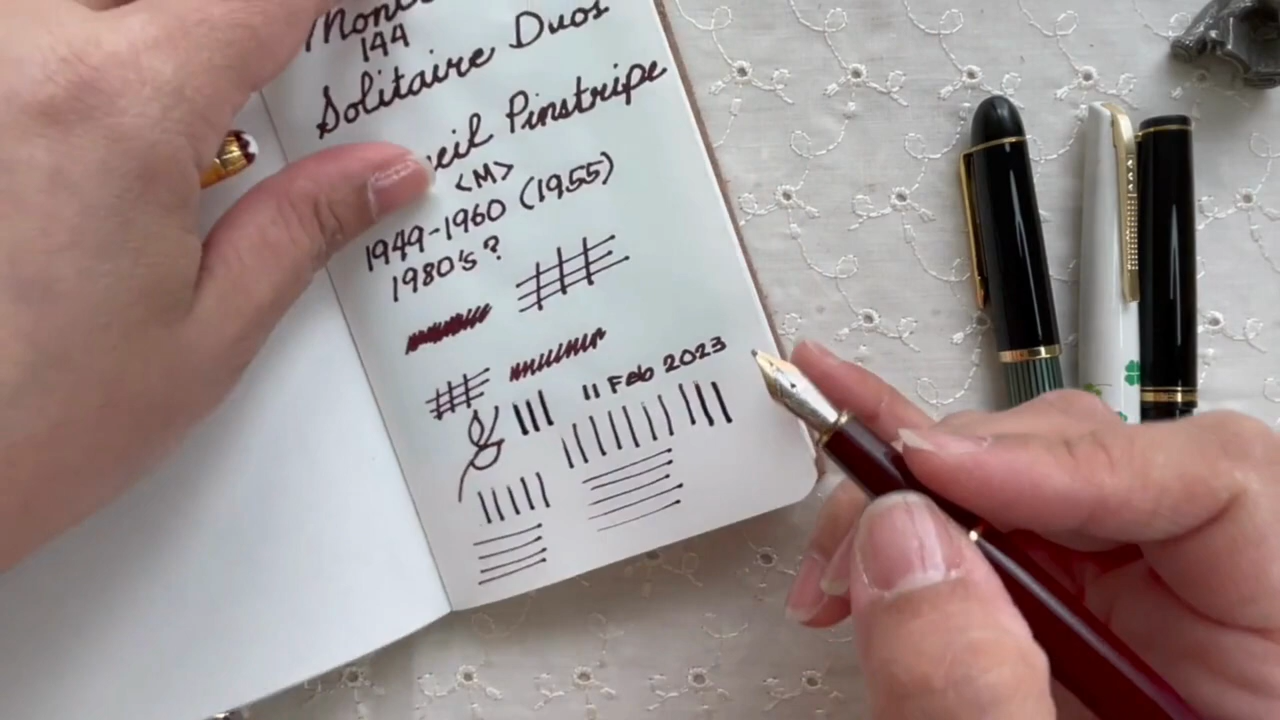 144
Solitaire Duos
Pinstripe
<M>
1949-1960 (1955)
1980's?
11 Feb 2023